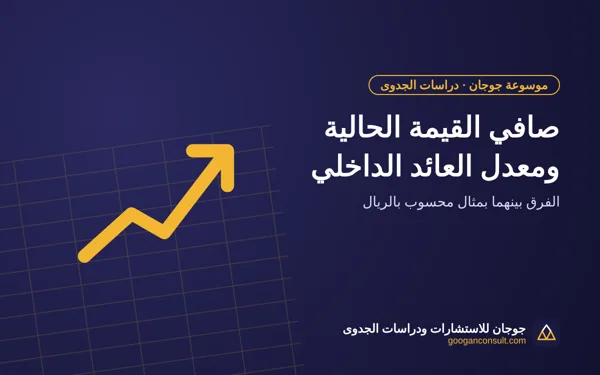 موسوعة جوجان · دراسات الجدوى
صافي القيمة الحالية
ومعدل العائد الداخلي
الفرق بينهما بمثال محسوب بالريال
جوجان للاستشارات ودراسات الجدوى
googanconsult.com